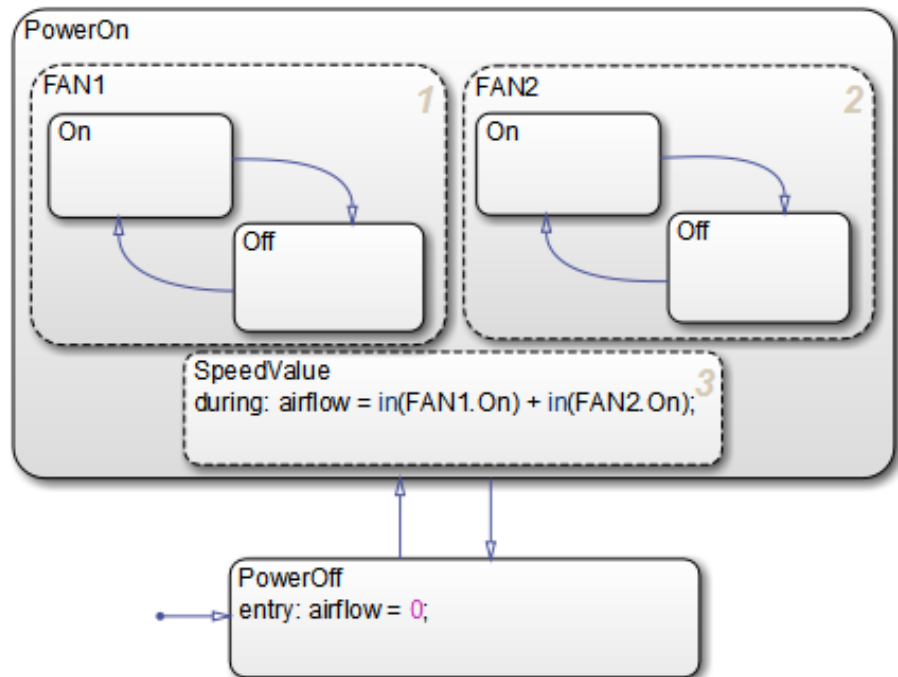 PowerOn
FAN1
1
On
Off
FAN2
2
On
Off
SpeedValue
3
during: airflow = in(FAN1.On) + in(FAN2.On);
PowerOff
entry: airflow = 0;